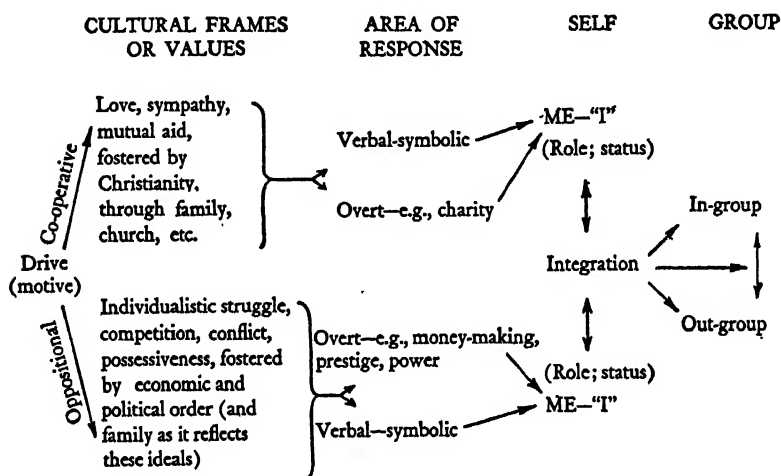 CULTURAL FRAMES
OR VALUES
AREA OF
RESPONSE
SELF
GROUP
Love, sympathy,
mutual aid,
fostered by
Christianity.
through family,
church, etc.
Co-operative
Verbal-symbolic
Overt—e.g., charity
ME—“I”
(Role; status)
Drive
(motive)
Integration
In-group
Out-group
Oppositional
Individualistic struggle,
competition, conflict,
possessiveness, fostered
by economic and
political order (and
family as it reflects
these ideals)
Overt—e.g., money-making,
prestige, power
Verbal—symbolic
(Role; status)
ME—“I”